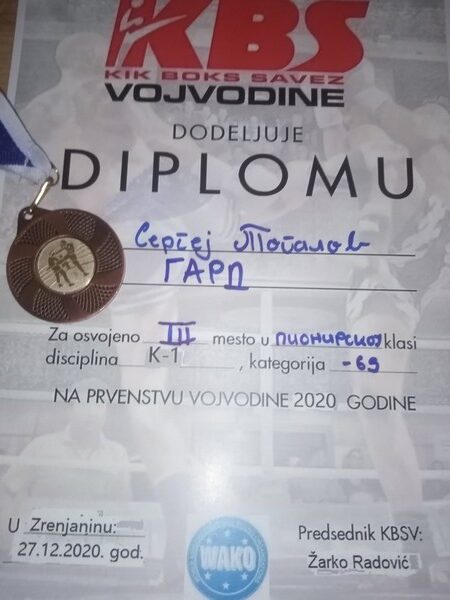 KBS
KIK BOKS SAVEZ
VOJVODINE
DODELJUJE
DIPLOMU
Сергеј Поталов
ГАРД
Za osvojeno III mesto u пионирској klasi
disciplina K-1, kategorija -69
NA PRVENSTVU VOJVODINE 2020 GODINE
U Zrenjaninu:
27.12.2020. god.
WAKO
Predsednik KBSV:
Žarko Radović